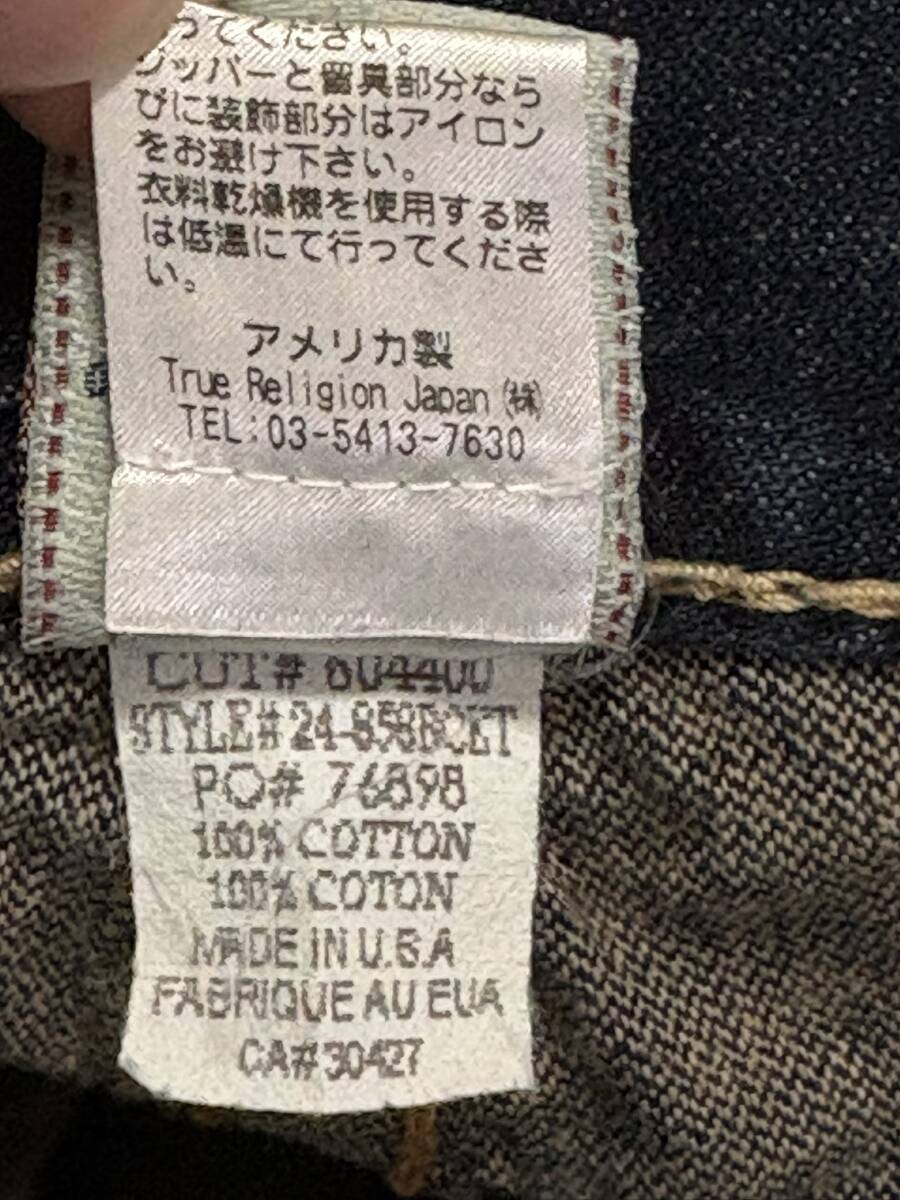 ってください。
ジッパーと留具部分なら
びに装飾部分はアイロン
をお避け下さい。
衣料乾燥機を使用する際
は低温にて行ってくださ
い。
アメリカ製
True Religion Japan ㈱
TEL:03-5413-7630
CUT# 604400
STYLE#
PO# 76898
100% COTTON
100% COTON
MADE IN U.S.A
FABRIQUE AU EUA
CA#30427